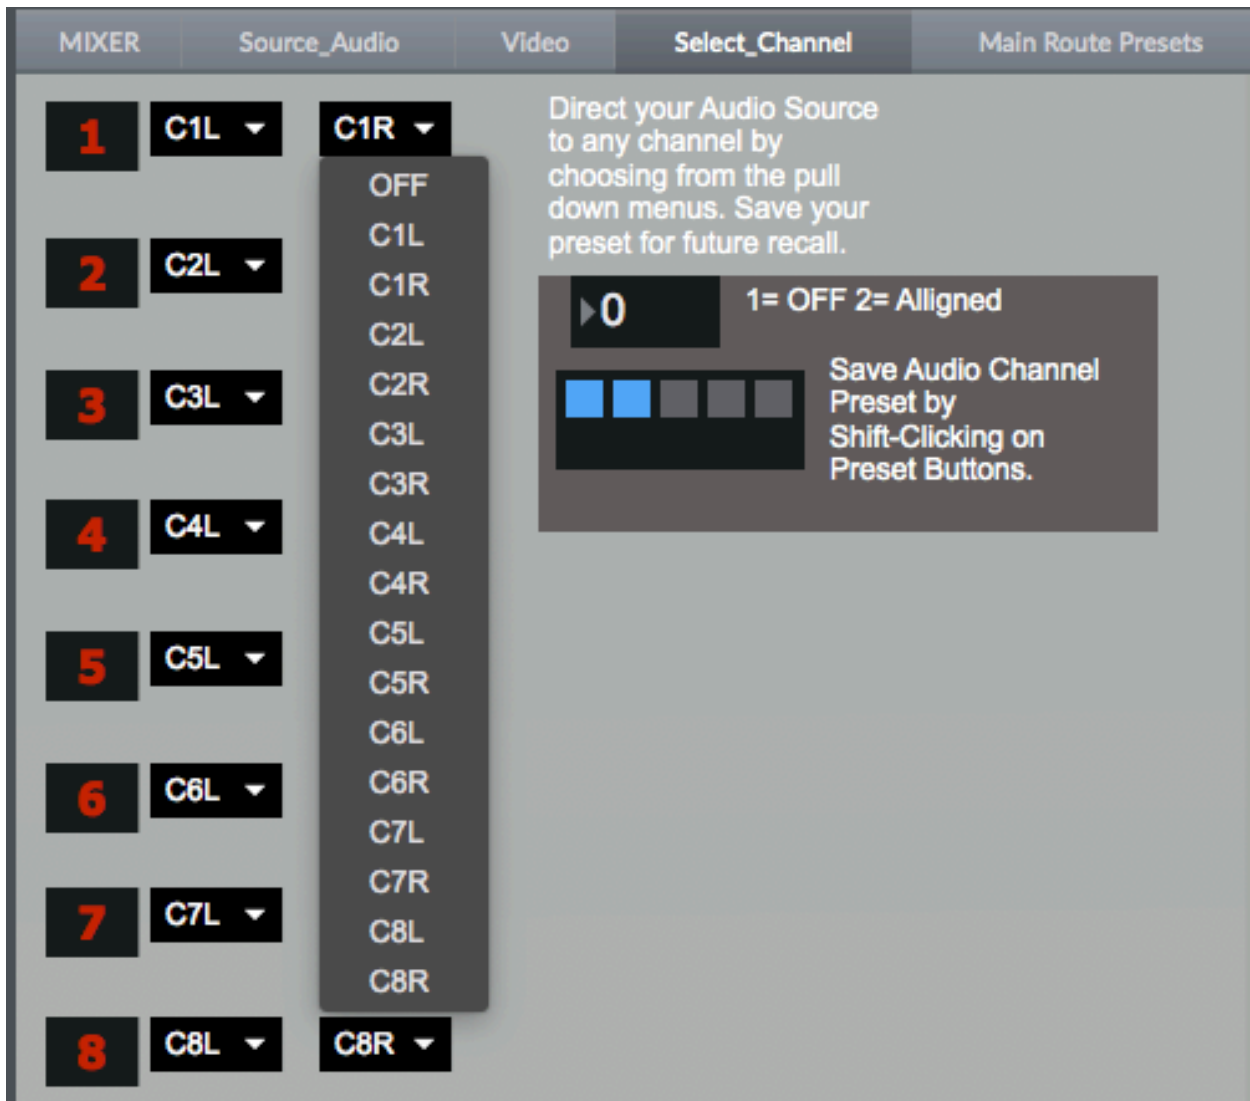 MIXER Source_Audio Video Select_Channel Main Route Presets
1 C1L C1R
OFF
C1L
C1R
C2L
C2R
C3L
C3R
C4L
C4R
C5L
C5R
C6L
C6R
C7L
C7R
C8L
C8R
2 C2L
3 C3L
4 C4L
5 C5L
6 C6L
7 C7L
8 C8L C8R
Direct your Audio Source
to any channel by
choosing from the pull
down menus. Save your
preset for future recall.
0 1= OFF 2= Alligned
Save Audio Channel
Preset by
Shift-Clicking on
Preset Buttons.